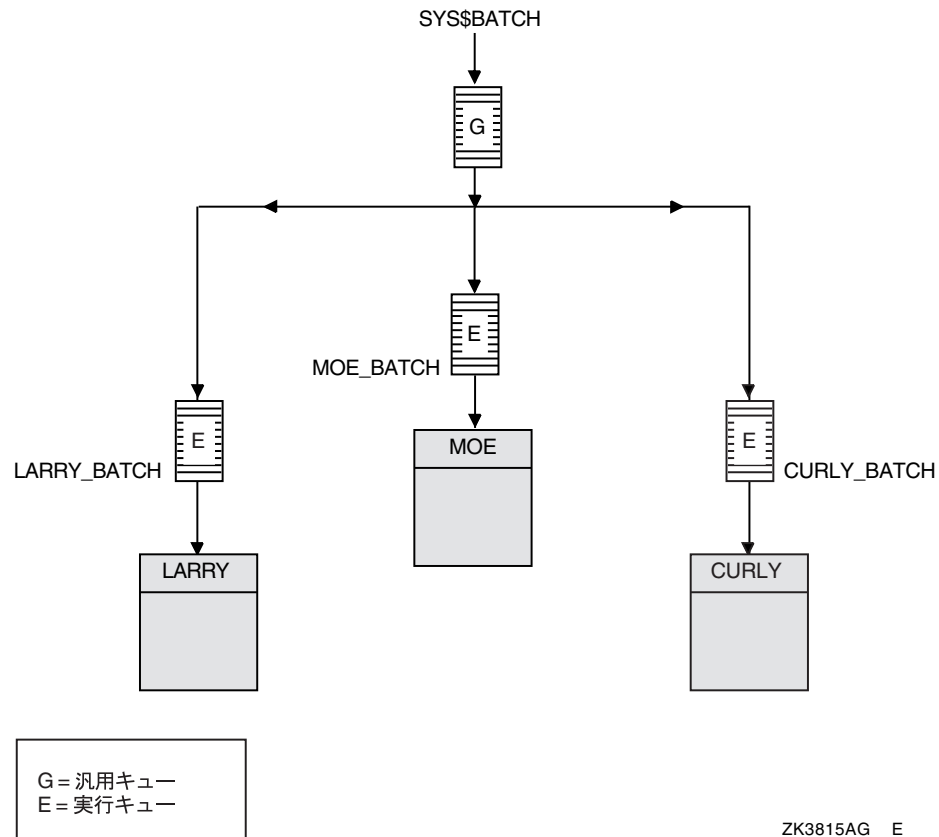 SYS$BATCH
G
E
MOE_BATCH
MOE
E
LARRY_BATCH
E
CURLY_BATCH
LARRY
CURLY
G = 汎用キュー
E = 実行キュー
ZK3815AG E